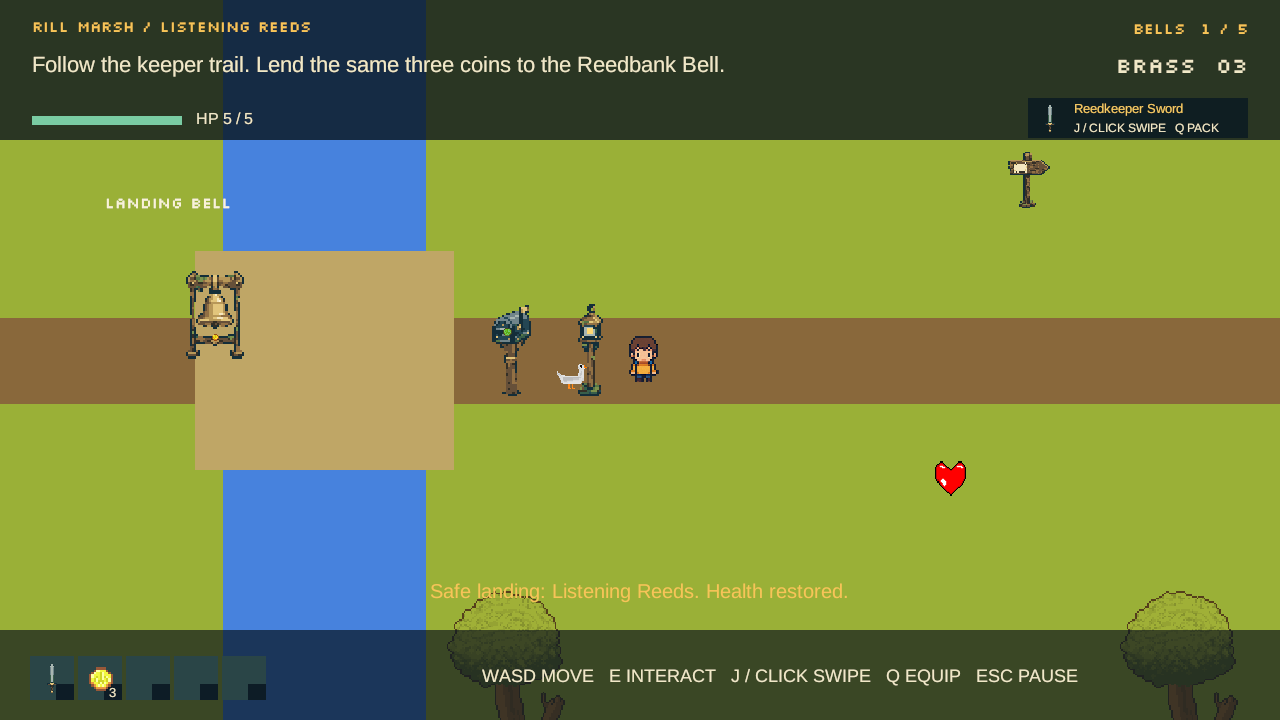 RILL MARSH / LISTENING REEDS
BELLS 1 / 5
Follow the keeper trail. Lend the same three coins to the Reedbank Bell.
BRASS 03
HP 5 / 5
Reedkeeper Sword
J / CLICK SWIPE Q PACK
LANDING BELL
Safe landing: Listening Reeds. Health restored.
3
WASD MOVE E INTERACT J / CLICK SWIPE Q EQUIP ESC PAUSE